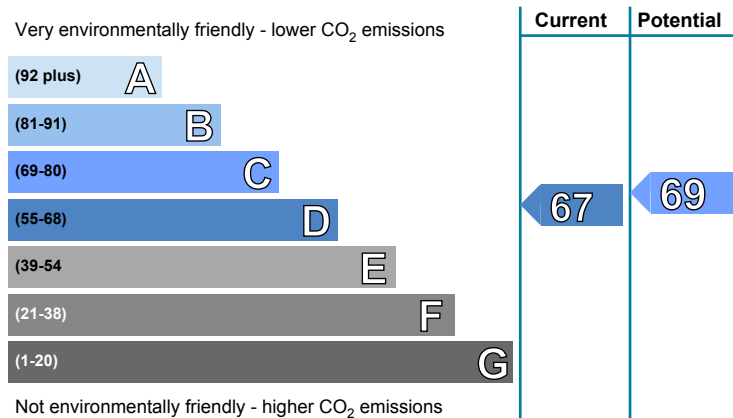 Current Potential
Very environmentally friendly - lower CO₂ emissions
(92 plus) A
(81-91) B
(69-80) C
(55-68) D
67
69
(39-54 E
(21-38) F
(1-20) G
Not environmentally friendly - higher CO₂ emissions